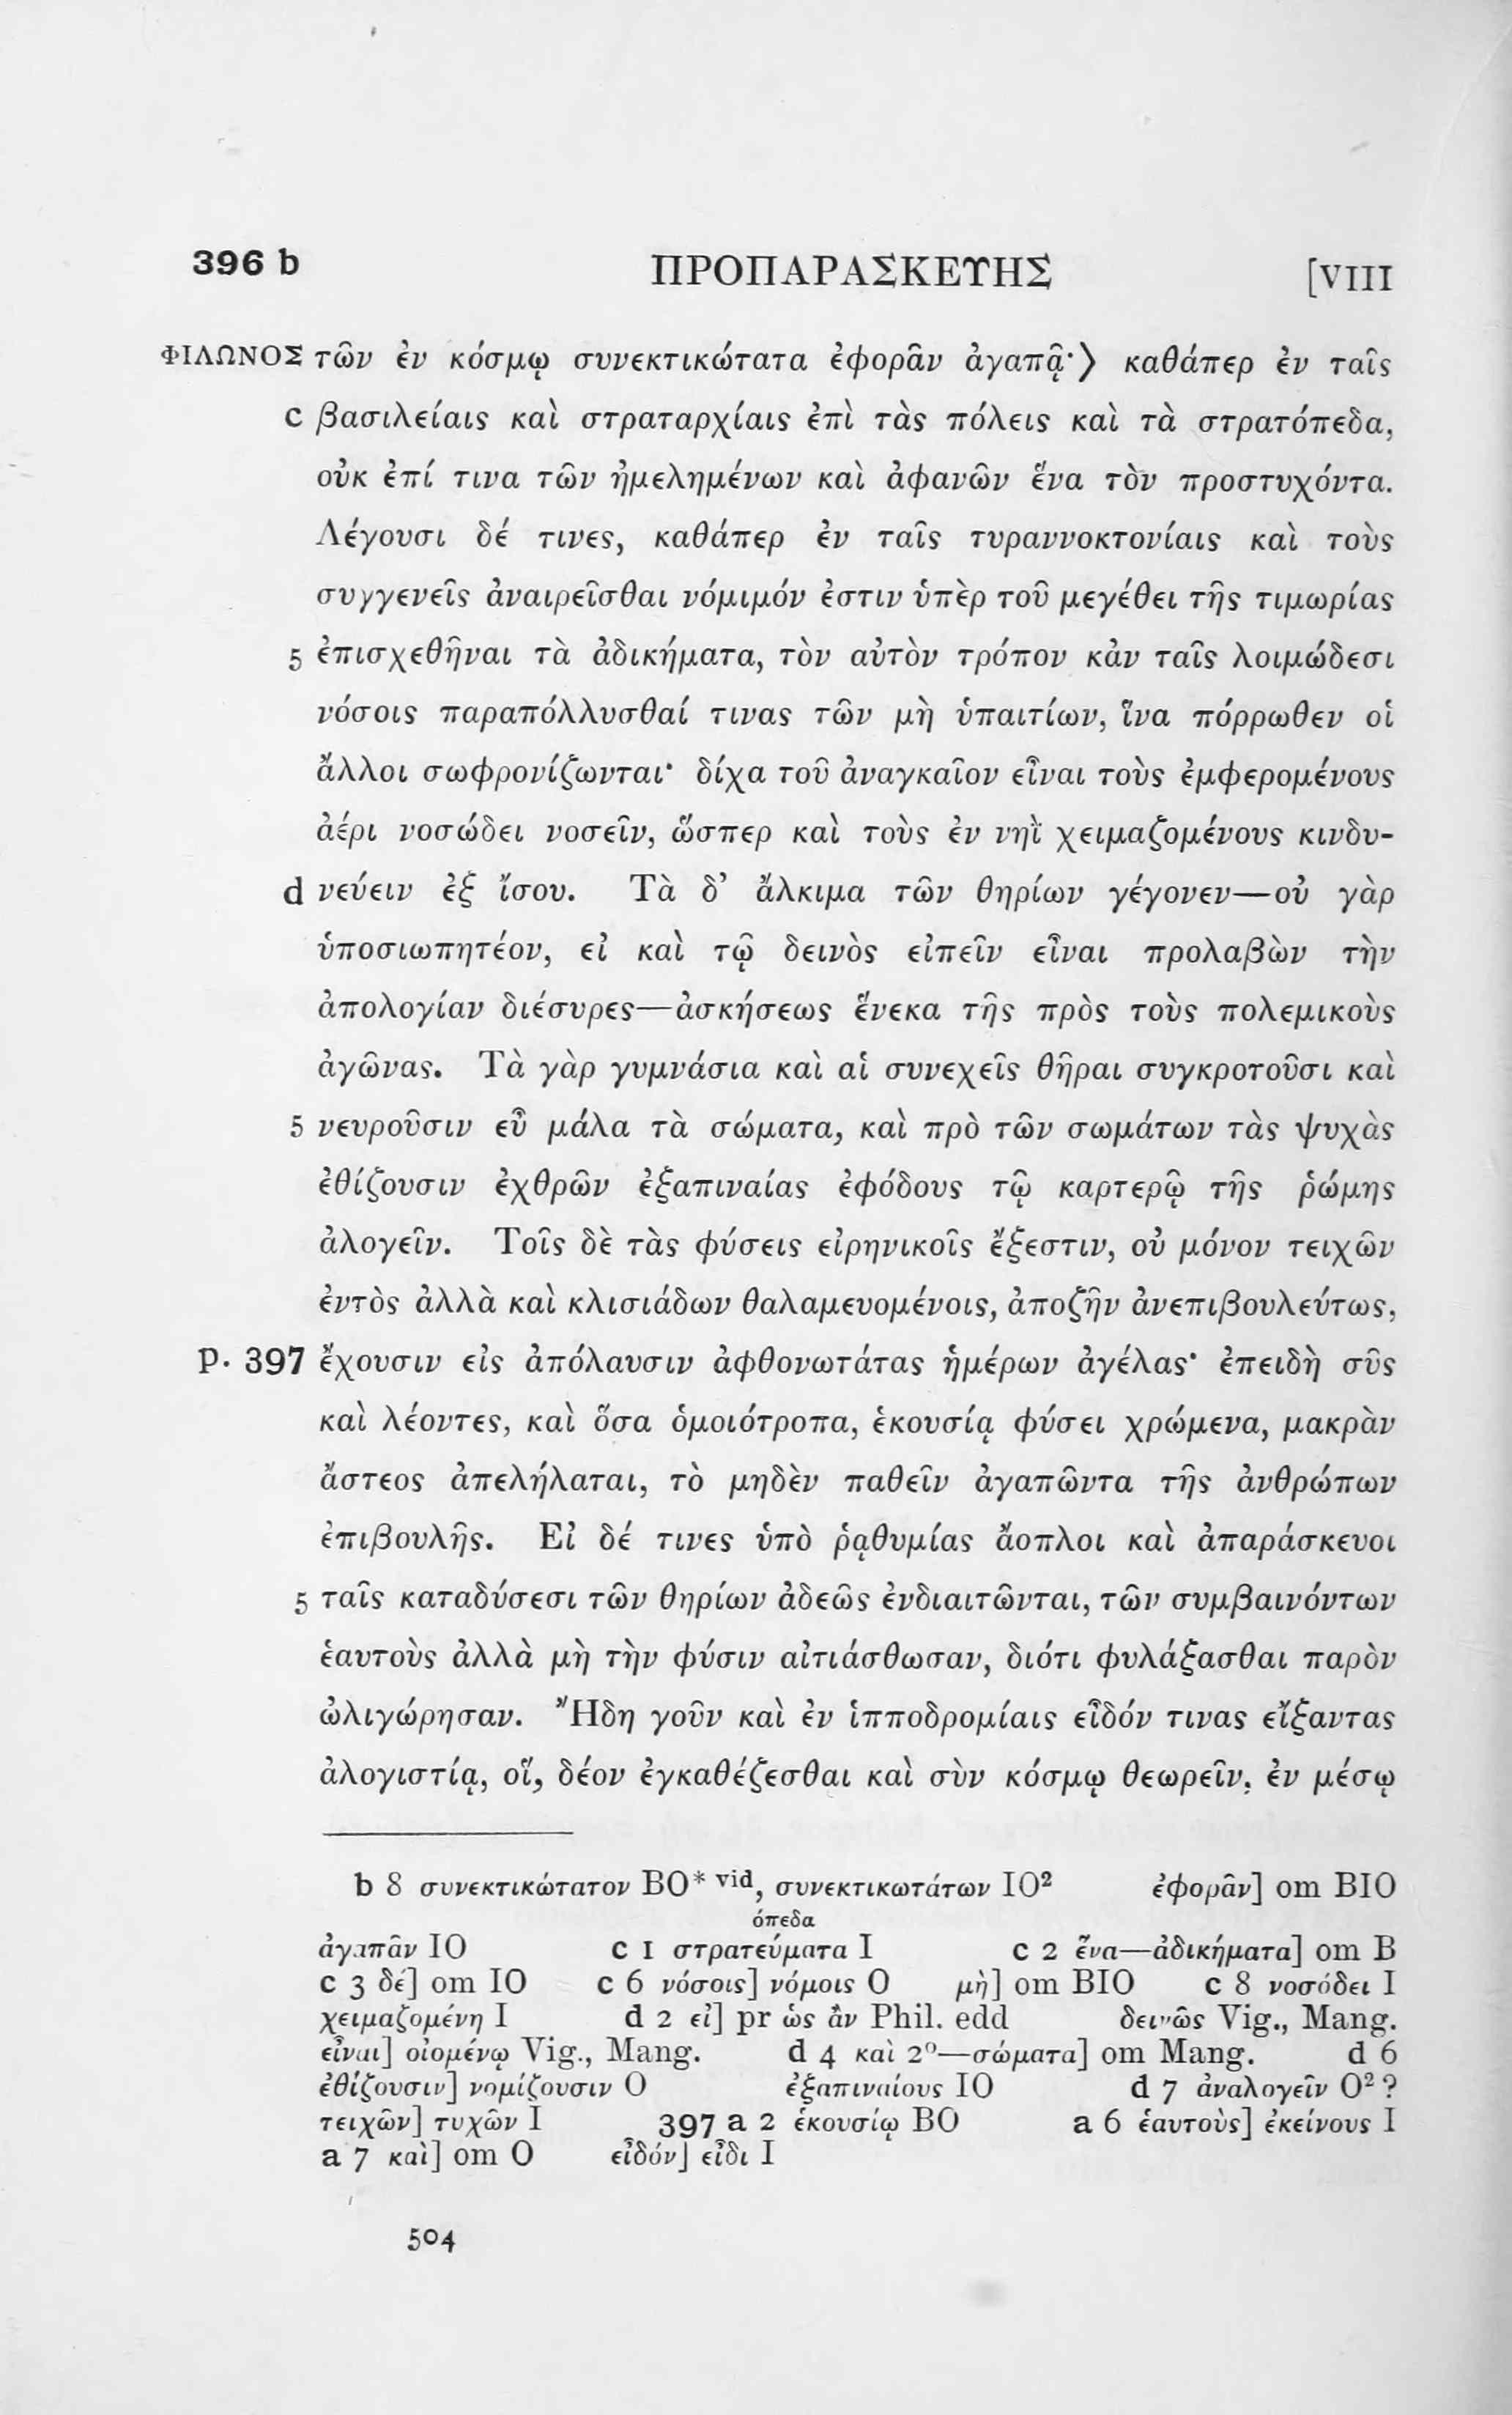 396 b ΠΡΟΠΑΡΑΣΚΕΥΗΣ [VIII
ΦΙΛΩΝΟΣ τῶν ἐν κόσμῳ συνεκτικώτατα ἐφορᾶν ἀγαπᾷ·⟩ καθάπερ ἐν ταῖς
c βασιλείαις καὶ στραταρχίαις ἐπὶ τὰς πόλεις καὶ τὰ στρατόπεδα,
οὐκ ἐπί τινα τῶν ἠμελημένων καὶ ἀφανῶν ἕνα τὸν προστυχόντα.
Λέγουσι δέ τινες, καθάπερ ἐν ταῖς τυραννοκτονίαις καὶ τοὺς
συγγενεῖς ἀναιρεῖσθαι νόμιμόν ἐστιν ὑπὲρ τοῦ μεγέθει τῆς τιμωρίας
5 ἐπισχεθῆναι τὰ ἀδικήματα, τὸν αὐτὸν τρόπον κἀν ταῖς λοιμώδεσι
νόσοις παραπόλλυσθαί τινας τῶν μὴ ὑπαιτίων, ἵνα πόρρωθεν οἱ
ἄλλοι σωφρονίζωνται· δίχα τοῦ ἀναγκαῖον εἶναι τοὺς ἐμφερομένους
ἀέρι νοσώδει νοσεῖν, ὥσπερ καὶ τοὺς ἐν νηῒ χειμαζομένους κινδυ-
d νεύειν ἐξ ἴσου. Τὰ δ’ ἄλκιμα τῶν θηρίων γέγονεν—οὐ γὰρ
ὑποσιωπητέον, εἰ καὶ τῷ δεινὸς εἰπεῖν εἶναι προλαβὼν τὴν
ἀπολογίαν διέσυρες—ἀσκήσεως ἕνεκα τῆς πρὸς τοὺς πολεμικοὺς
ἀγῶνας. Τὰ γὰρ γυμνάσια καὶ αἱ συνεχεῖς θῆραι συγκροτοῦσι καὶ
5 νευροῦσιν εὖ μάλα τὰ σώματα, καὶ πρὸ τῶν σωμάτων τὰς ψυχὰς
ἐθίζουσιν ἐχθρῶν ἐξαπιναίας ἐφόδους τῷ καρτερῷ τῆς ῥώμης
ἀλογεῖν. Τοῖς δὲ τὰς φύσεις εἰρηνικοῖς ἔξεστιν, οὐ μόνον τειχῶν
ἐντὸς ἀλλὰ καὶ κλισιάδων θαλαμευομένοις, ἀποζῆν ἀνεπιβουλεύτως,
p. 397 ἔχουσιν εἰς ἀπόλαυσιν ἀφθονωτάτας ἡμέρων ἀγέλας· ἐπειδὴ σῦς
καὶ λέοντες, καὶ ὅσα ὁμοιότροπα, ἑκουσίᾳ φύσει χρώμενα, μακρὰν
ἄστεος ἀπελήλαται, τὸ μηδὲν παθεῖν ἀγαπῶντα τῆς ἀνθρώπων
ἐπιβουλῆς. Εἰ δέ τινες ὑπὸ ῥᾳθυμίας ἄοπλοι καὶ ἀπαράσκευοι
5 ταῖς καταδύσεσι τῶν θηρίων ἀδεῶς ἐνδιαιτῶνται, τῶν συμβαινόντων
ἑαυτοὺς ἀλλὰ μὴ τὴν φύσιν αἰτιάσθωσαν, διότι φυλάξασθαι παρὸν
ὠλιγώρησαν. Ἤδη γοῦν καὶ ἐν ἱπποδρομίαις εἶδόν τινας εἴξαντας
ἀλογιστίᾳ, οἵ, δέον ἐγκαθέζεσθαι καὶ σὺν κόσμῳ θεωρεῖν, ἐν μέσῳ
b 8 συνεκτικώτατον BO* vid, συνεκτικωτάτων IO² ἐφορᾶν] om BIO
όπεδα
ἀγαπᾶν IO c 1 στρατεύματα I c 2 ἕνα—ἀδικήματα] om B
c 3 δέ] om IO c 6 νόσοις] νόμοις O μὴ] om BIO c 8 νοσόδει I
χειμαζομένη I d 2 εἰ] pr ὡς ἂν Phil. edd δεινῶς Vig., Mang.
εἶναι] οἰομένῳ Vig., Mang. d 4 καὶ 2º—σώματα] om Mang. d 6
ἐθίζουσιν] νομίζουσιν O ἐξαπιναίους IO d 7 ἀναλογεῖν O² ?
τειχῶν] τυχῶν I 397 a 2 ἑκουσίῳ BO a 6 ἑαυτοὺς] ἐκείνους I
a 7 καὶ] om O εἶδόν] εἶδι I
504